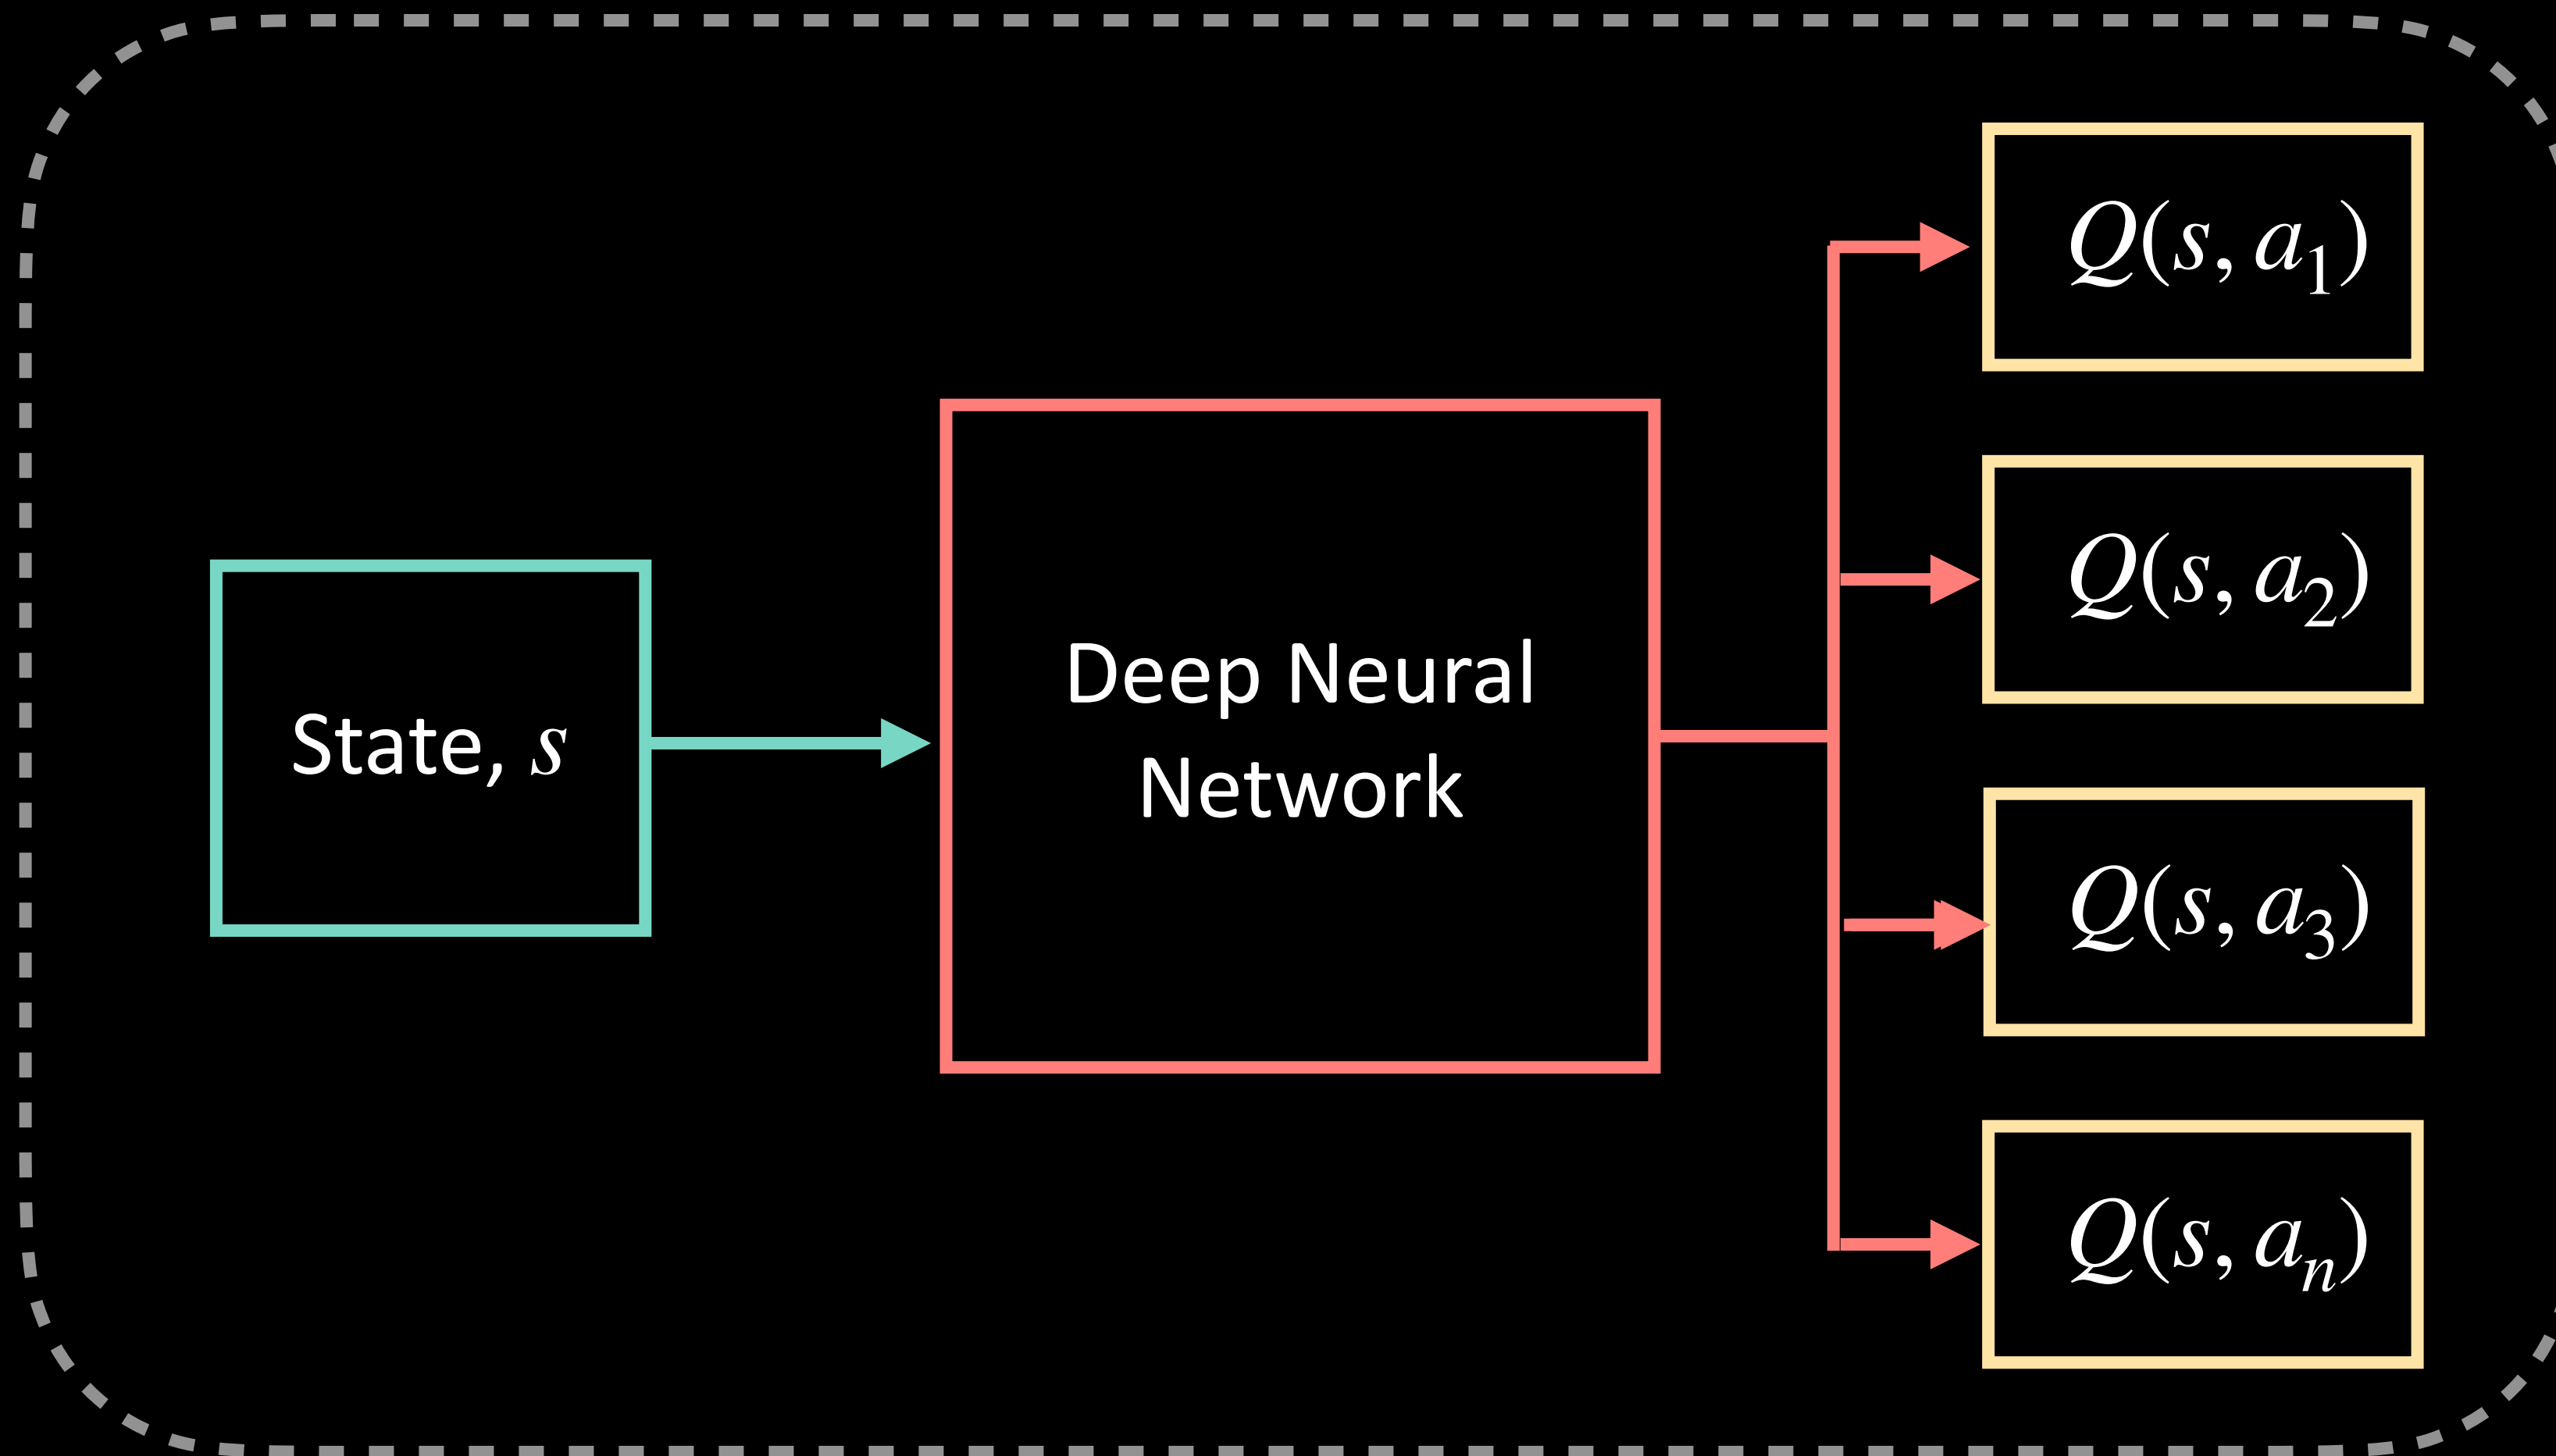 State, s
Deep Neural
Network
Q(s, a₁)
Q(s, a₂)
Q(s, a₃)
Q(s, aₙ)